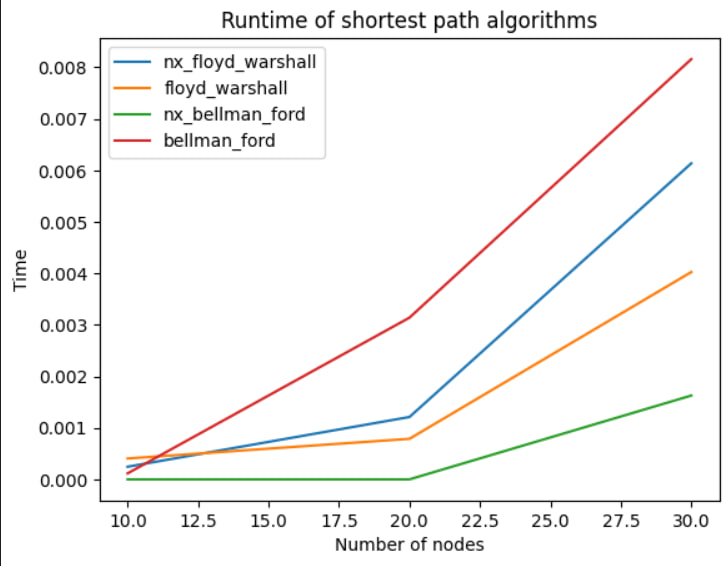 Runtime of shortest path algorithms
nx_floyd_warshall
floyd_warshall
nx_bellman_ford
bellman_ford
0.008
0.007
0.006
0.005
0.004
0.003
0.002
0.001
0.000
Time
10.0 12.5 15.0 17.5 20.0 22.5 25.0 27.5 30.0
Number of nodes